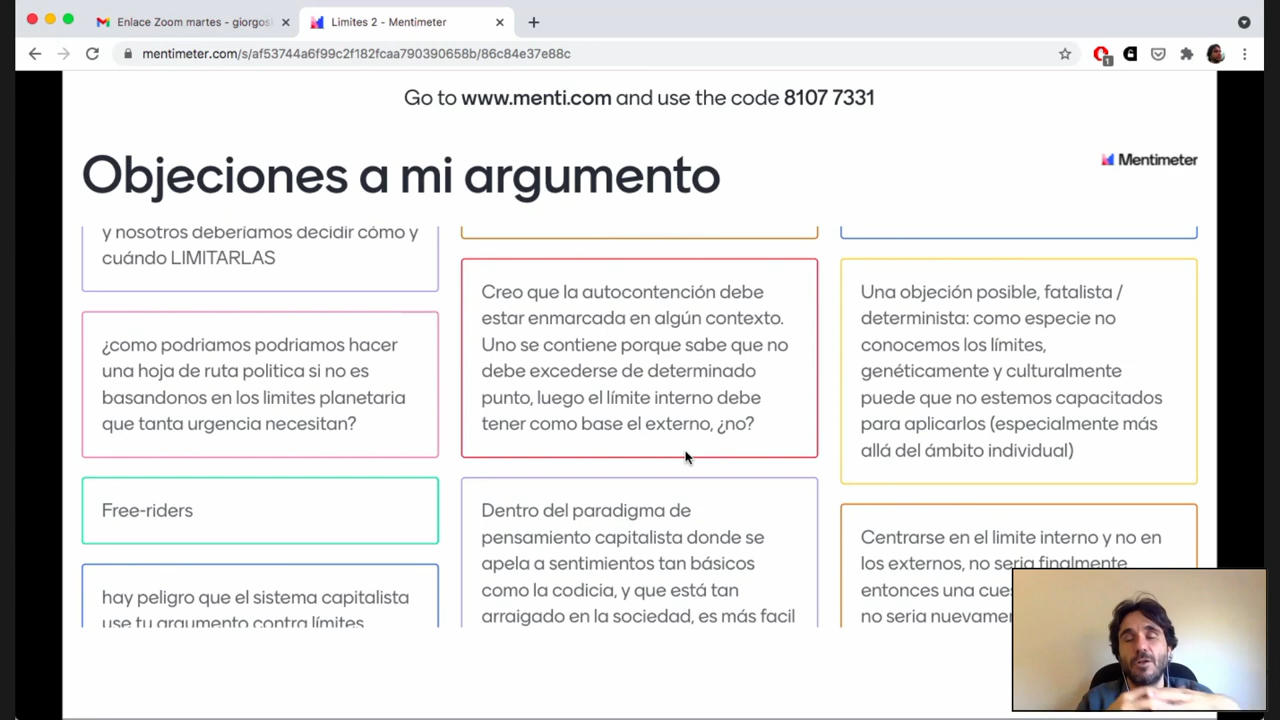 Enlace Zoom martes - giorgosk
Limites 2 - Mentimeter
mentimeter.com/s/af53744a6f99c2f182fcaa790390658b/86c84e37e88c
1
Go to www.menti.com and use the code 8107 7331
Objeciones a mi argumento
Mentimeter
y nosotros deberíamos decidir cómo y
cuándo LIMITARLAS
¿como podriamos podriamos hacer
una hoja de ruta politica si no es
basandonos en los limites planetaria
que tanta urgencia necesitan?
Free-riders
hay peligro que el sistema capitalista
use tu argumento contra límites
Creo que la autocontención debe
estar enmarcada en algún contexto.
Uno se contiene porque sabe que no
debe excederse de determinado
punto, luego el límite interno debe
tener como base el externo, ¿no?
Dentro del paradigma de
pensamiento capitalista donde se
apela a sentimientos tan básicos
como la codicia, y que está tan
arraigado en la sociedad, es más facil
Una objeción posible, fatalista /
determinista: como especie no
conocemos los límites,
genéticamente y culturalmente
puede que no estemos capacitados
para aplicarlos (especialmente más
allá del ámbito individual)
Centrarse en el limite interno y no en
los externos, no seria finalmente
entonces una
no seria